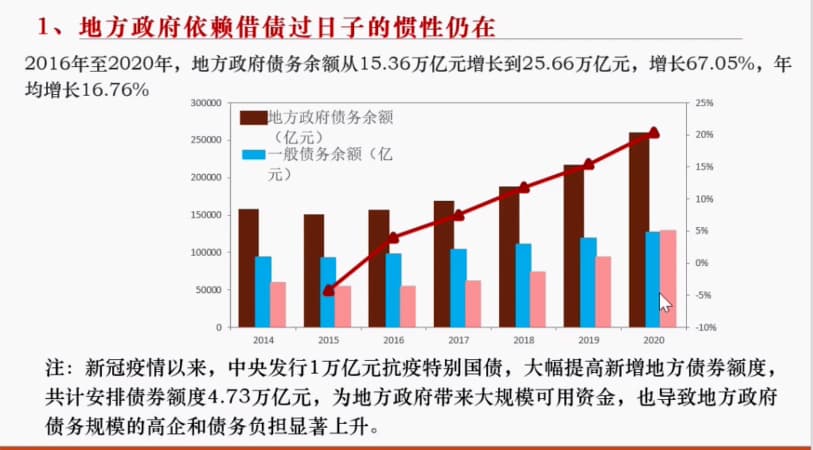 1、地方政府依赖借债过日子的惯性仍在
2016年至2020年，地方政府债务余额从15.36万亿元增长到25.66万亿元，增长67.05%，年
均增长16.76%
300000
250000
200000
150000
100000
50000
0
地方政府债务余额
（亿元）
一般债务余额（亿
元）
25%
20%
15%
10%
5%
0%
-5%
-10%
2014 2015 2016 2017 2018 2019 2020
注：新冠疫情以来，中央发行1万亿元抗疫特别国债，大幅提高新增地方债券额度，
共计安排债券额度4.73万亿元，为地方政府带来大规模可用资金，也导致地方政府
债务规模的高企和债务负担显著上升。